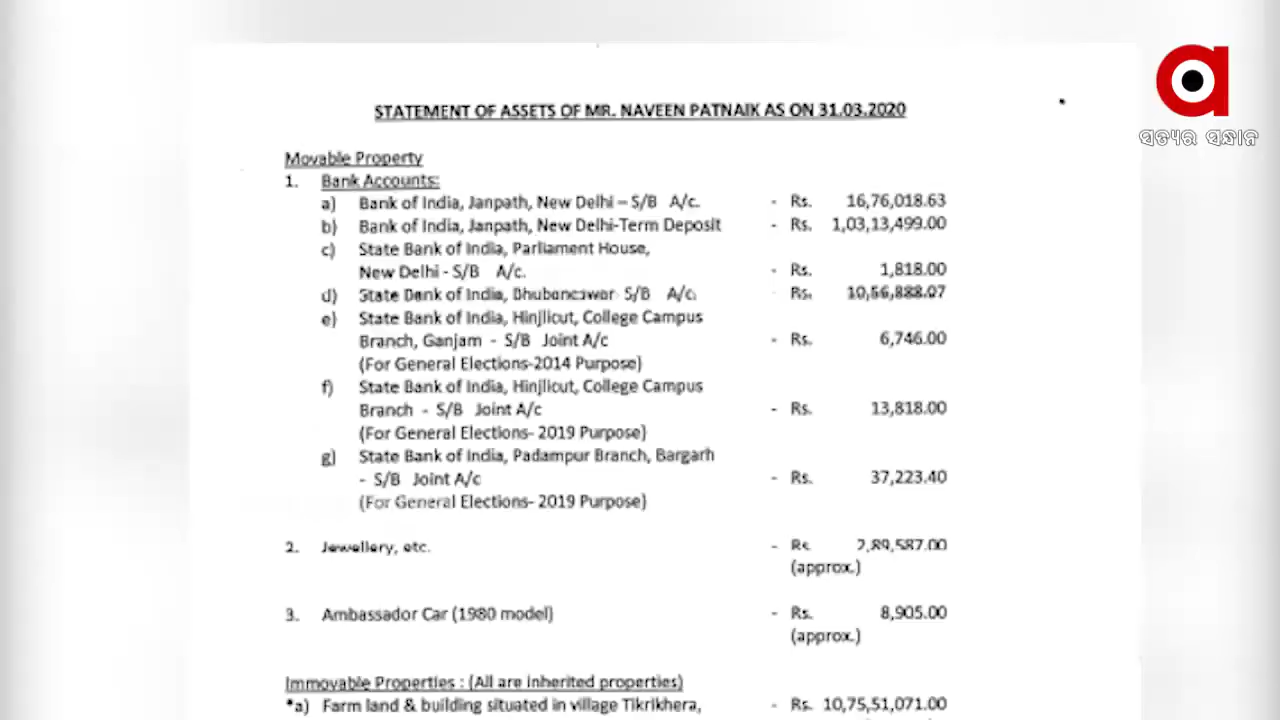 ସତ୍ୟର ସନ୍ଧାନ
STATEMENT OF ASSETS OF MR. NAVEEN PATNAIK AS ON 31.03.2020
Movable Property
1. Bank Accounts:
a) Bank of India, Janpath, New Delhi – S/B A/c. - Rs. 16,76,018.63
b) Bank of India, Janpath, New Delhi-Term Deposit - Rs. 1,03,13,499.00
c) State Bank of India, Parliament House,
New Delhi - S/B A/c. - Rs. 1,818.00
d) State Bank of India, Bhubaneswar S/B A/c. Rs. 10,56,888.07
e) State Bank of India, Hinjlicut, College Campus
Branch, Ganjam - S/B Joint A/c - Rs. 6,746.00
(For General Elections-2014 Purpose)
f) State Bank of India, Hinjlicut, College Campus
Branch - S/B Joint A/c - Rs. 13,818.00
(For General Elections- 2019 Purpose)
g) State Bank of India, Padampur Branch, Bargarh
- S/B Joint A/c - Rs. 37,223.40
(For General Elections- 2019 Purpose)
2. Jewellery, etc. - Rs. 2,89,587.00
(approx.)
3. Ambassador Car (1980 model) - Rs. 8,905.00
(approx.)
Immovable Properties : (All are inherited properties)
*a) Farm land & building situated in village Tikrikhera, - Rs. 10,75,51,071.00